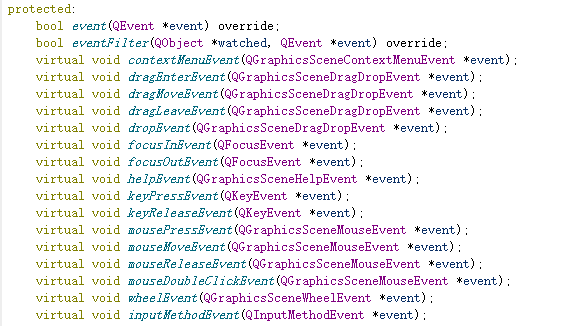 protected:
    bool event(QEvent *event) override;
    bool eventFilter(QObject *watched, QEvent *event) override;
    virtual void contextMenuEvent(QGraphicsSceneContextMenuEvent *event);
    virtual void dragEnterEvent(QGraphicsSceneDragDropEvent *event);
    virtual void dragMoveEvent(QGraphicsSceneDragDropEvent *event);
    virtual void dragLeaveEvent(QGraphicsSceneDragDropEvent *event);
    virtual void dropEvent(QGraphicsSceneDragDropEvent *event);
    virtual void focusInEvent(QFocusEvent *event);
    virtual void focusOutEvent(QFocusEvent *event);
    virtual void helpEvent(QGraphicsSceneHelpEvent *event);
    virtual void keyPressEvent(QKeyEvent *event);
    virtual void keyReleaseEvent(QKeyEvent *event);
    virtual void mousePressEvent(QGraphicsSceneMouseEvent *event);
    virtual void mouseMoveEvent(QGraphicsSceneMouseEvent *event);
    virtual void mouseReleaseEvent(QGraphicsSceneMouseEvent *event);
    virtual void mouseDoubleClickEvent(QGraphicsSceneMouseEvent *event);
    virtual void wheelEvent(QGraphicsSceneWheelEvent *event);
    virtual void inputMethodEvent(QInputMethodEvent *event);